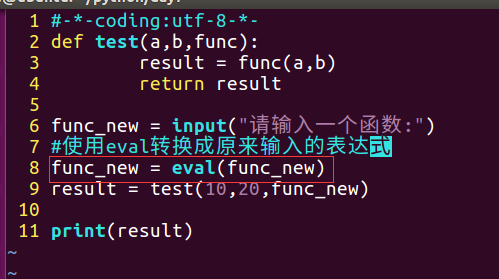 1 #-*-coding:utf-8-*-
2 def test(a,b,func):
3         result = func(a,b)
4         return result
5
6 func_new = input("请输入一个函数:")
7 #使用eval转换成原来输入的表达式
8 func_new = eval(func_new)
9 result = test(10,20,func_new)
10
11 print(result)
~
~